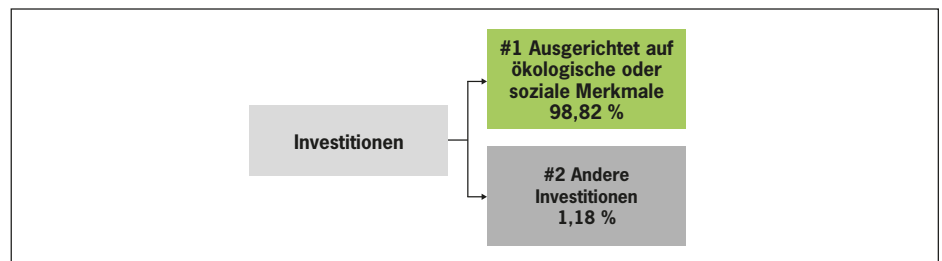 #1 Ausgerichtet auf
ökologische oder
soziale Merkmale
98,82 %
Investitionen
#2 Andere
Investitionen
1,18 %